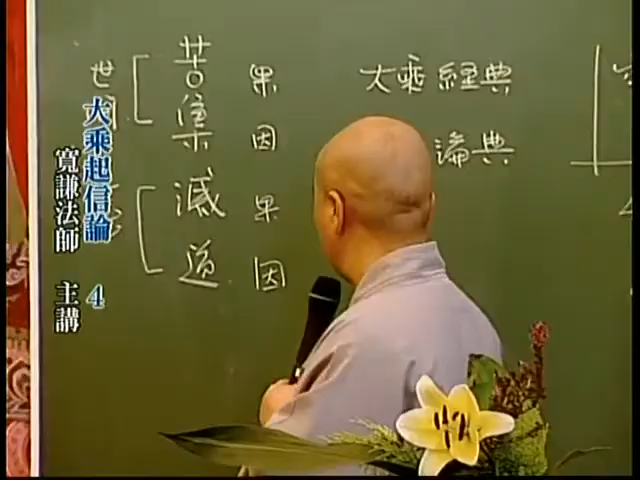 大乘起信論 4
寬謙法師 主講
世
苦 果
集 因
滅 果
道 因
大乘經典
論典